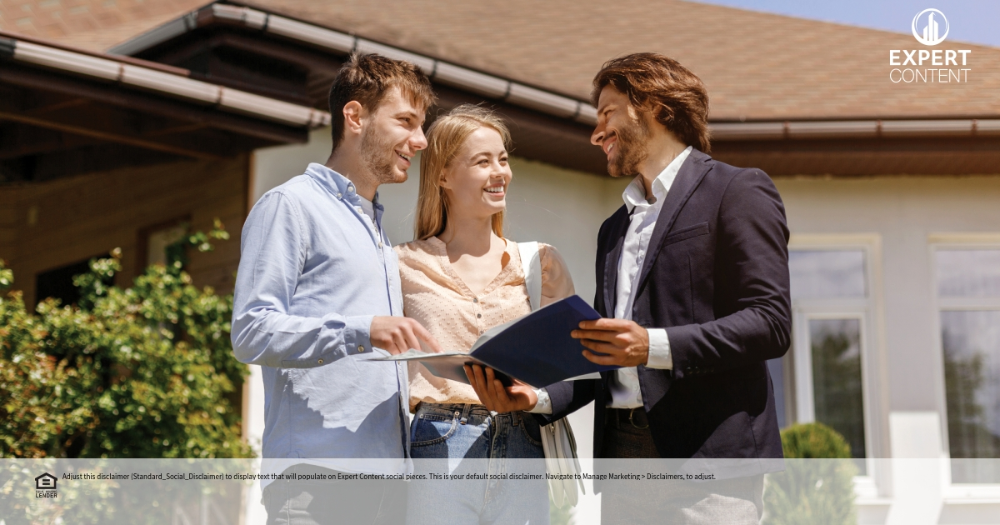 EXPERT
CONTENT
Adjust this disclaimer (Standard_Social_Disclaimer) to display text that will populate on Expert Content social pieces. This is your default social disclaimer. Navigate to Manage Marketing > Disclaimers, to adjust.
LENDER